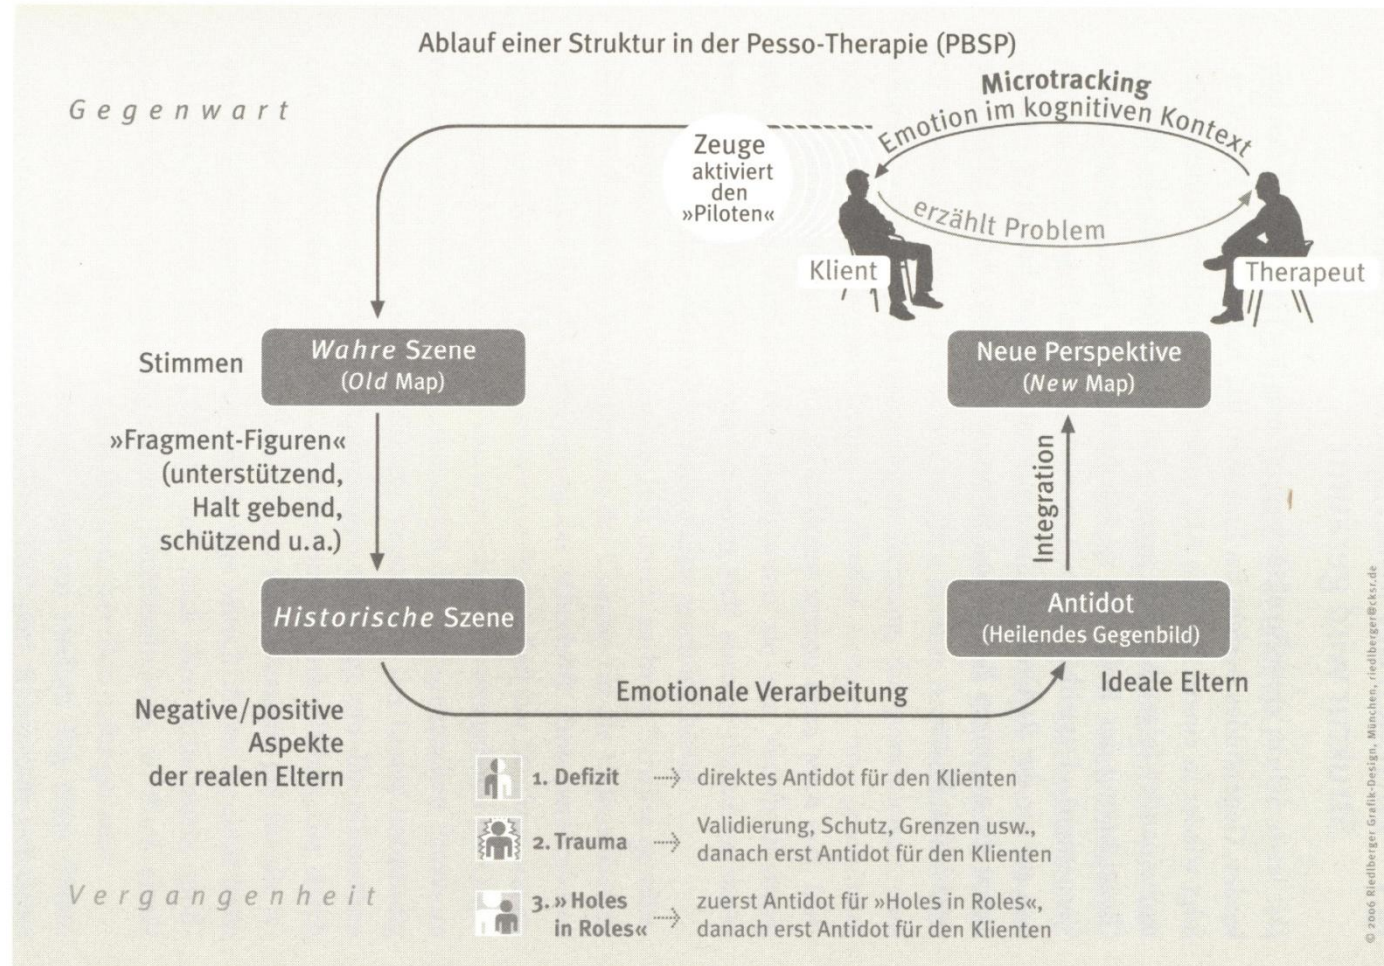 Ablauf einer Struktur in der Pesso-Therapie (PBSP)
Gegenwart
Microtracking
Emotion im kognitiven Kontext
Zeuge
aktiviert
den
»Piloten«
erzählt Problem
Klient
Therapeut
Stimmen
Wahre Szene
(Old Map)
Neue Perspektive
(New Map)
»Fragment-Figuren«
(unterstützend,
Halt gebend,
schützend u.a.)
Integration
Historische Szene
Antidot
(Heilendes Gegenbild)
Emotionale Verarbeitung
Ideale Eltern
Negative/positive
Aspekte
der realen Eltern
1. Defizit direktes Antidot für den Klienten
2. Trauma Validierung, Schutz, Grenzen usw.,
danach erst Antidot für den Klienten
3. »Holes zuerst Antidot für »Holes in Roles«,
in Roles« danach erst Antidot für den Klienten
Vergangenheit
© 2006 Riedlberger Grafik-Design, München, riedlberger@cksr.de